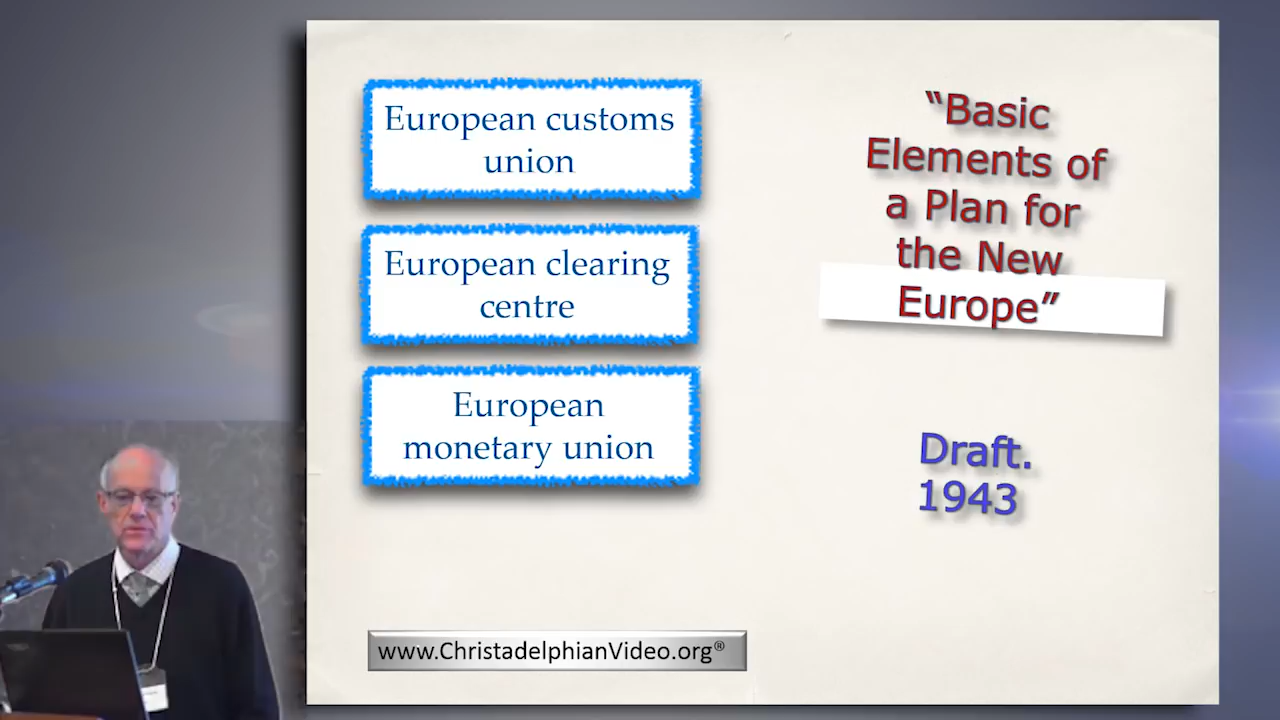 European customs
union
European clearing
centre
European
monetary union
“Basic
Elements of
a Plan for
the New
Europe”
Draft.
1943
www.ChristadelphianVideo.org®